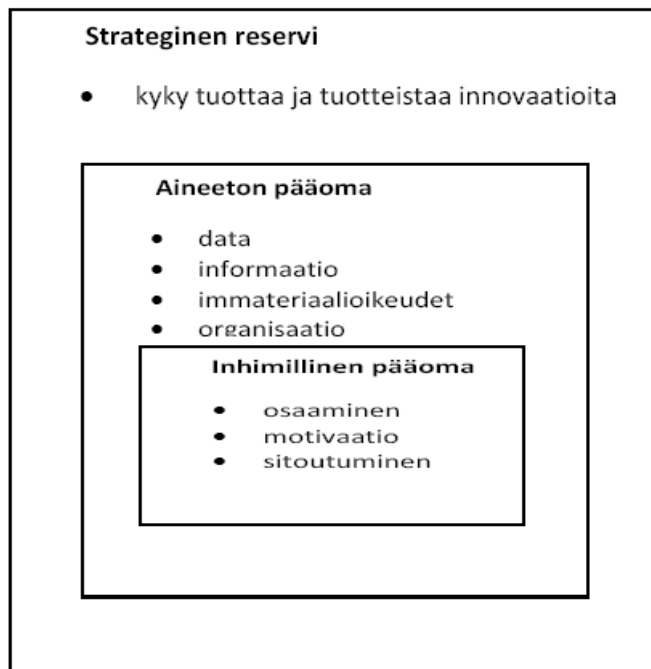 Strateginen reservi
• kyky tuottaa ja tuotteistaa innovaatioita
Aineeton pääoma
• data
• informaatio
• immateriaalioikeudet
• organisaatio
Inhimillinen pääoma
• osaaminen
• motivaatio
• sitoutuminen